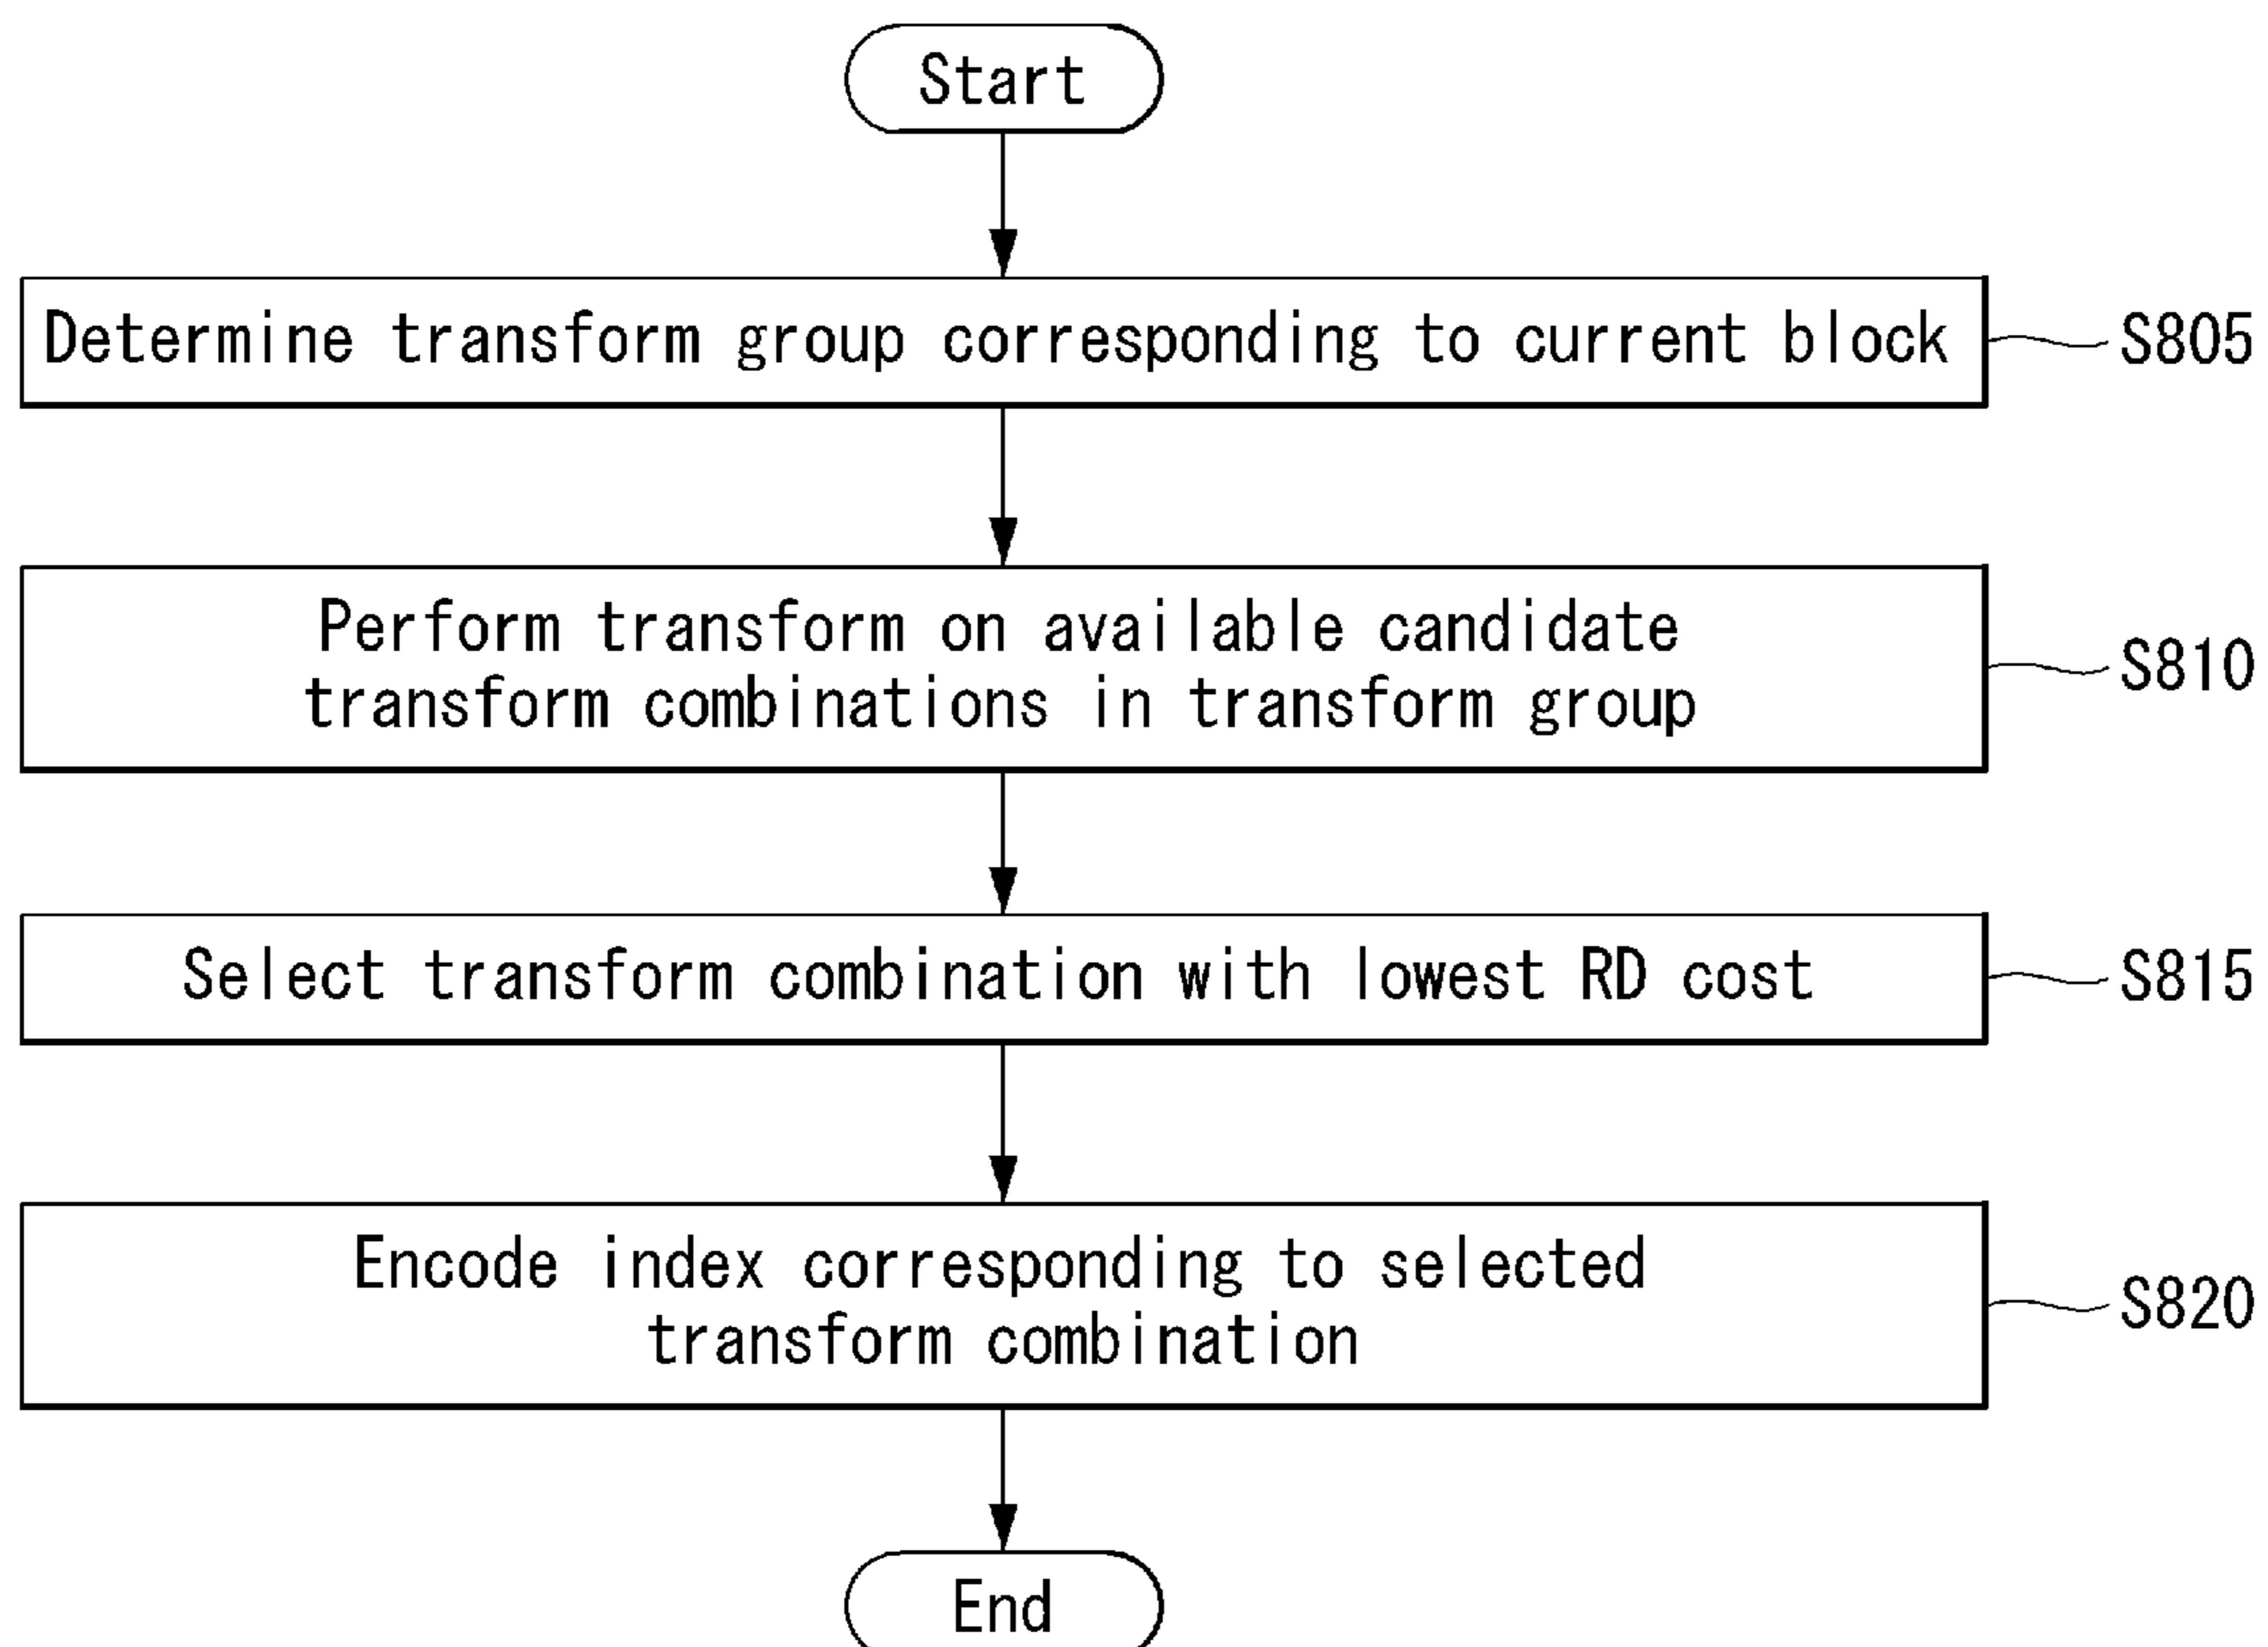 Start
Determine transform group corresponding to current block
S805
Perform transform on available candidate
transform combinations in transform group
S810
Select transform combination with lowest RD cost
S815
Encode index corresponding to selected
transform combination
S820
End